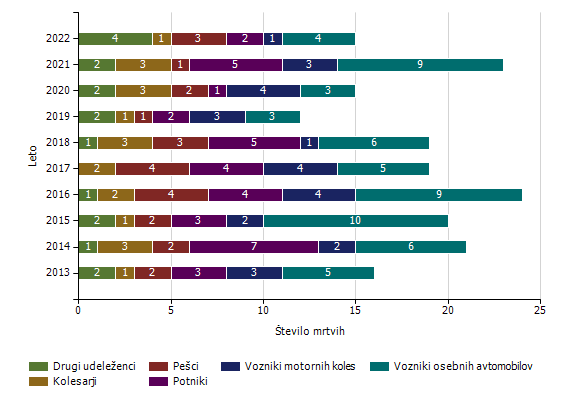 2022 4 1 3 2 1 4
2021 2 3 1 5 3 9
2020 2 3 2 1 4 3
2019 2 1 1 2 3 3
2018 1 3 3 5 1 6
2017 2 4 4 4 5
2016 1 2 4 4 4 9
2015 2 1 2 3 2 10
2014 1 3 2 7 2 6
2013 2 1 2 3 3 5
Leto
0 5 10 15 20 25
Število mrtvih
Drugi udeleženci Pešci Vozniki motornih koles Vozniki osebnih avtomobilov
Kolesarji Potniki